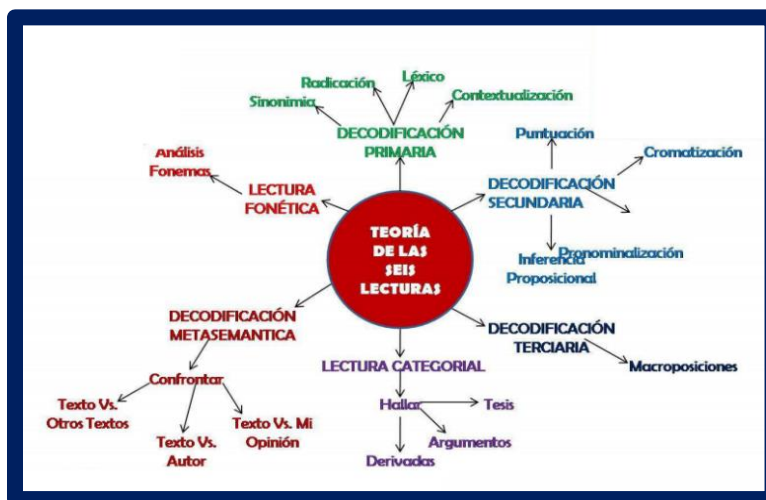 TEORÍA
DE LAS
SEIS
LECTURAS
Análisis
Fonemas
LECTURA
FONÉTICA
Sinonimia
Radicación
Léxico
Contextualización
DECODIFICACIÓN
PRIMARIA
Puntuación
Cromatización
DECODIFICACIÓN
SECUNDARIA
Pronominalización
Inferencia
Proposicional
DECODIFICACIÓN
TERCIARIA
Macroposiciones
LECTURA CATEGORIAL
Hallar
Tesis
Argumentos
Derivadas
DECODIFICACIÓN
METASEMANTICA
Confrontar
Texto Vs.
Otros Textos
Texto Vs.
Autor
Texto Vs. Mi
Opinión